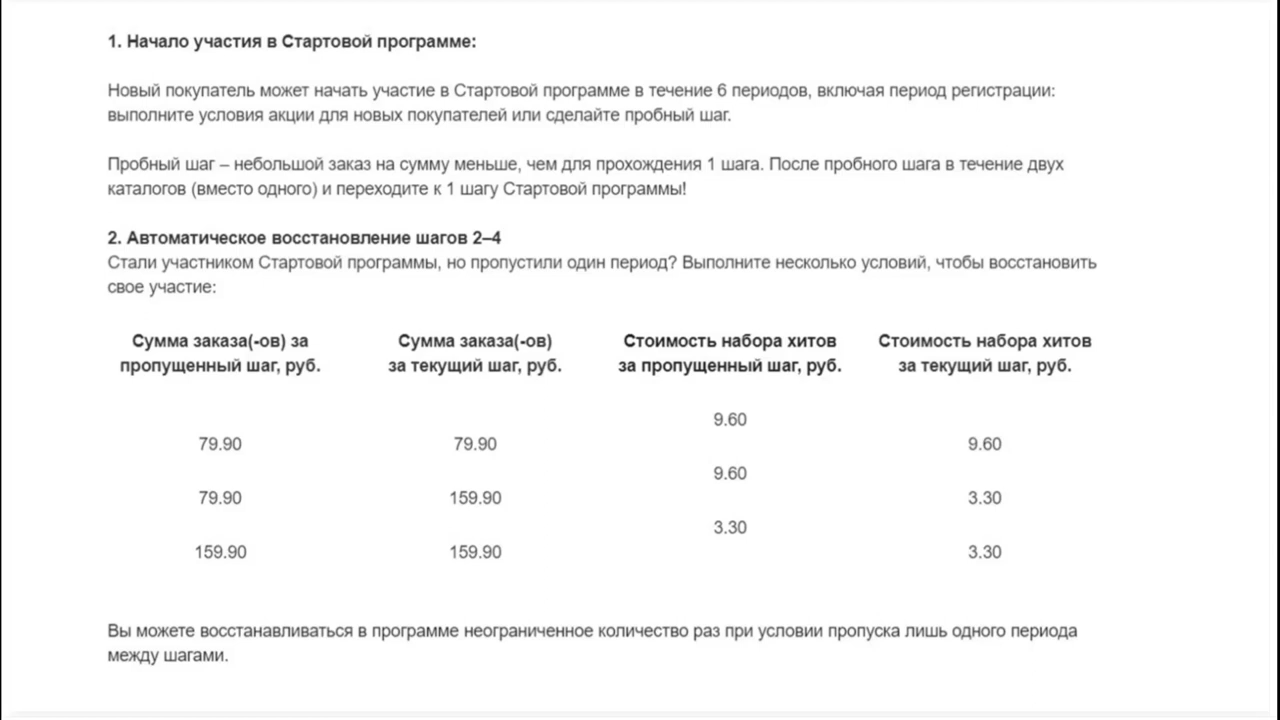 1. Начало участия в Стартовой программе:
Новый покупатель может начать участие в Стартовой программе в течение 6 периодов, включая период регистрации:
выполните условия акции для новых покупателей или сделайте пробный шаг.
Пробный шаг – небольшой заказ на сумму меньше, чем для прохождения 1 шага. После пробного шага в течение двух
каталогов (вместо одного) и переходите к 1 шагу Стартовой программы!
2. Автоматическое восстановление шагов 2–4
Стали участником Стартовой программы, но пропустили один период? Выполните несколько условий, чтобы восстановить
свое участие:
Сумма заказа(-ов) за Сумма заказа(-ов) Стоимость набора хитов Стоимость набора хитов
пропущенный шаг, руб. за текущий шаг, руб. за пропущенный шаг, руб. за текущий шаг, руб.
9.60
79.90 79.90 9.60
9.60
79.90 159.90 3.30
3.30
159.90 159.90 3.30
Вы можете восстанавливаться в программе неограниченное количество раз при условии пропуска лишь одного периода
между шагами.